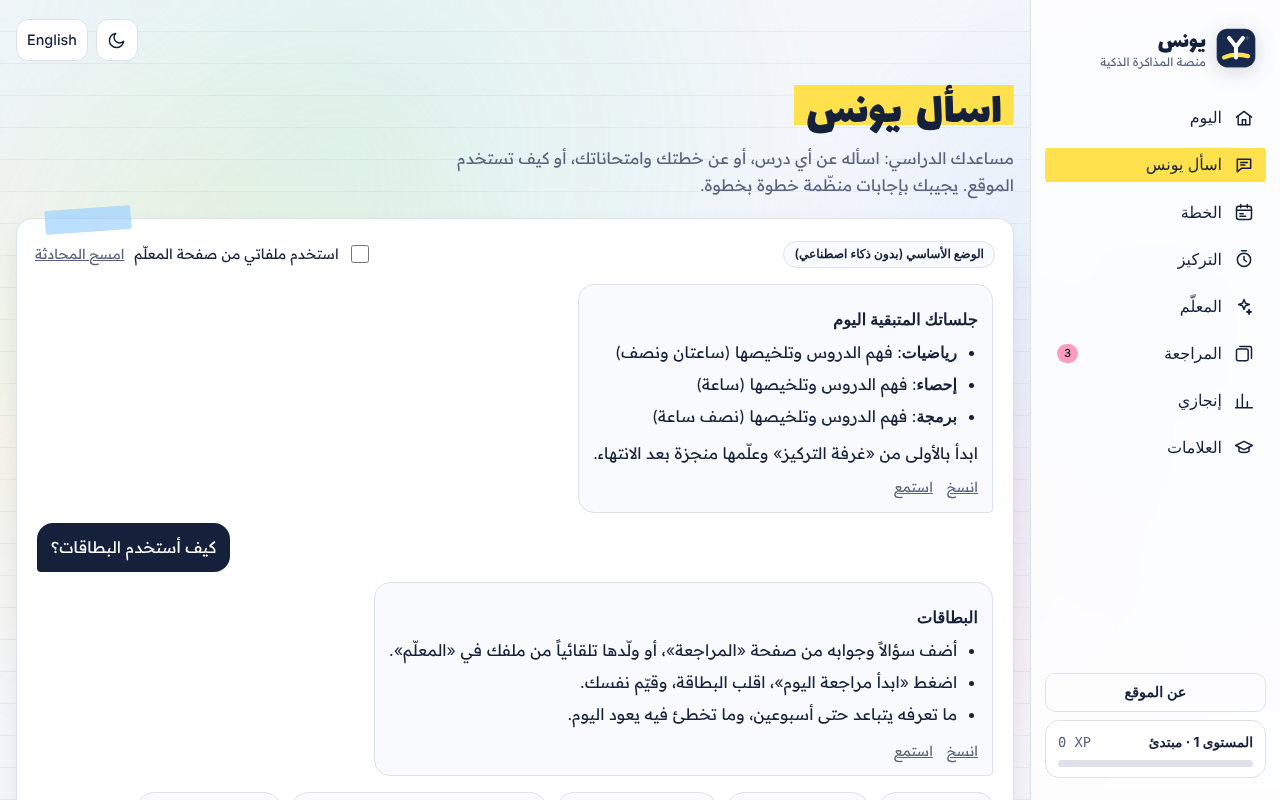 يونس
منصة المذاكرة الذكية
اليوم
اسأل يونس
الخطة
التركيز
المعلّم
المراجعة
3
إنجازي
العلامات
عن الموقع
المستوى 1 · مبتدئ
0 XP
English
اسأل يونس
مساعدك الدراسي: اسأله عن أي درس، أو عن خطتك وامتحاناتك، أو كيف تستخدم
الموقع. يجيبك بإجابات منظّمة خطوة بخطوة.
الوضع الأساسي (بدون ذكاء اصطناعي)
استخدم ملفاتي من صفحة المعلّم
امسح المحادثة
جلساتك المتبقية اليوم
رياضيات: فهم الدروس وتلخيصها (ساعتان ونصف)
إحصاء: فهم الدروس وتلخيصها (ساعة)
برمجة: فهم الدروس وتلخيصها (نصف ساعة)
ابدأ بالأولى من «غرفة التركيز» وعلّمها منجزة بعد الانتهاء.
انسخ استمع
كيف أستخدم البطاقات؟
البطاقات
أضف سؤالاً وجوابه من صفحة «المراجعة»، أو ولّدها تلقائياً من ملفك في «المعلّم».
اضغط «ابدأ مراجعة اليوم»، اقلب البطاقة، وقيّم نفسك.
ما تعرفه يتباعد حتى أسبوعين، وما تخطئ فيه يعود اليوم.
انسخ استمع